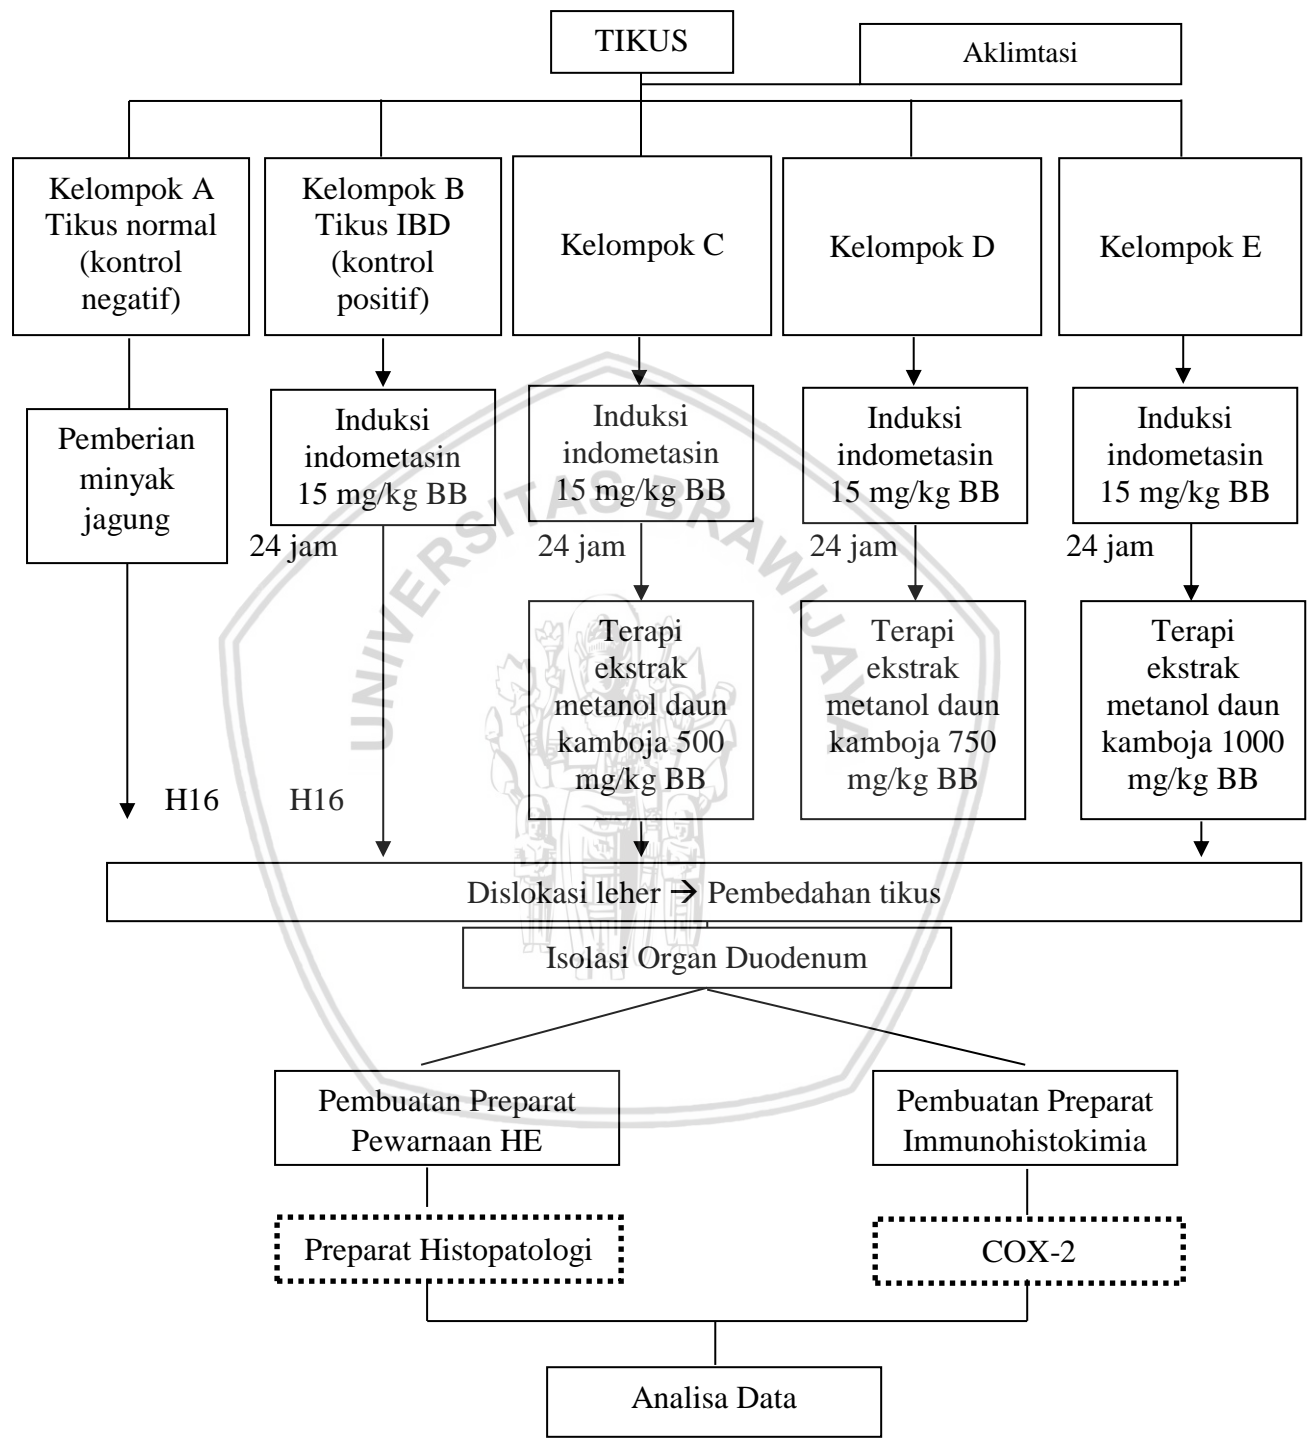 TIKUS
Aklimtasi
Kelompok A
Tikus normal
(kontrol
negatif)
Kelompok B
Tikus IBD
(kontrol
positif)
Kelompok C
Kelompok D
Kelompok E
Pemberian
minyak
jagung
Induksi
indometasin
15 mg/kg BB
Induksi
indometasin
15 mg/kg BB
Induksi
indometasin
15 mg/kg BB
Induksi
indometasin
15 mg/kg BB
24 jam
24 jam
24 jam
24 jam
Terapi
ekstrak
metanol daun
kamboja 500
mg/kg BB
Terapi
ekstrak
metanol daun
kamboja 750
mg/kg BB
Terapi
ekstrak
metanol daun
kamboja 1000
mg/kg BB
H16
H16
Dislokasi leher → Pembedahan tikus
Isolasi Organ Duodenum
Pembuatan Preparat
Pewarnaan HE
Pembuatan Preparat
Immunohistokimia
Preparat Histopatologi
COX-2
Analisa Data
UNIVERSITAS BRAWIJAYA